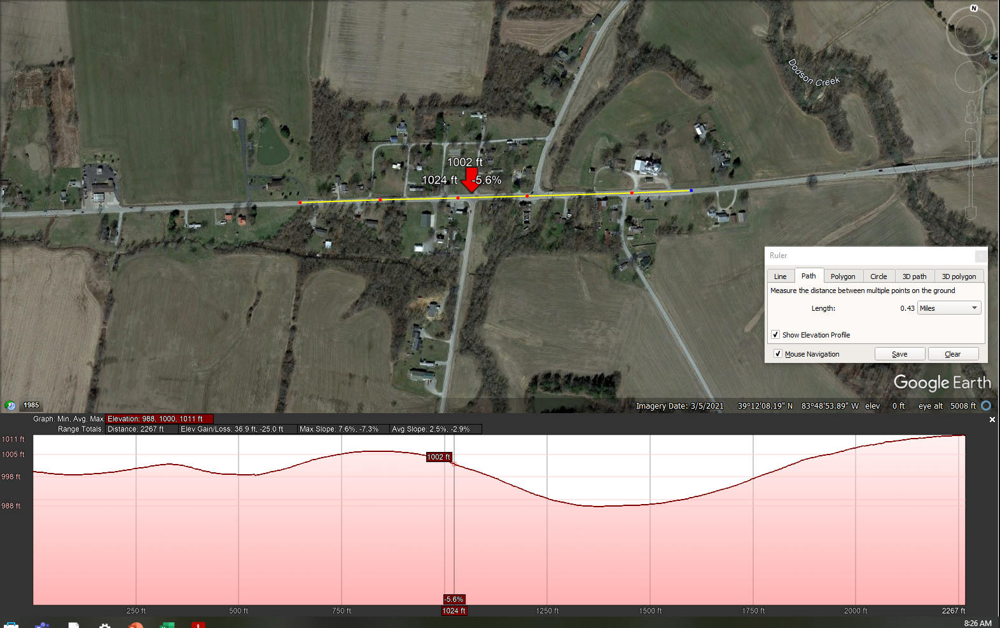 N
Dodson Creek
1002 ft
1024 ft -5.6%
Ruler
Line Path Polygon Circle 3D path 3D polygon
Measure the distance between multiple points on the ground
Length: 0.43 Miles
Show Elevation Profile
Mouse Navigation Save Clear
Google Earth
1985
Imagery Date: 3/5/2021 39°12'08.19" N 83°48'53.89" W elev 0 ft eye alt 5008 ft
Graph: Min, Avg, Max Elevation: 988, 1000, 1011 ft
Range Totals: Distance: 2267 ft Elev Gain/Loss: 36.9 ft, -25.0 ft Max Slope: 7.6%, -7.3% Avg Slope: 2.5%, -2.9%
1011 ft
1005 ft
1002 ft
998 ft
988 ft
-5.6%
250 ft 500 ft 750 ft 1024 ft 1250 ft 1500 ft 1750 ft 2000 ft 2267 ft
8:26 AM